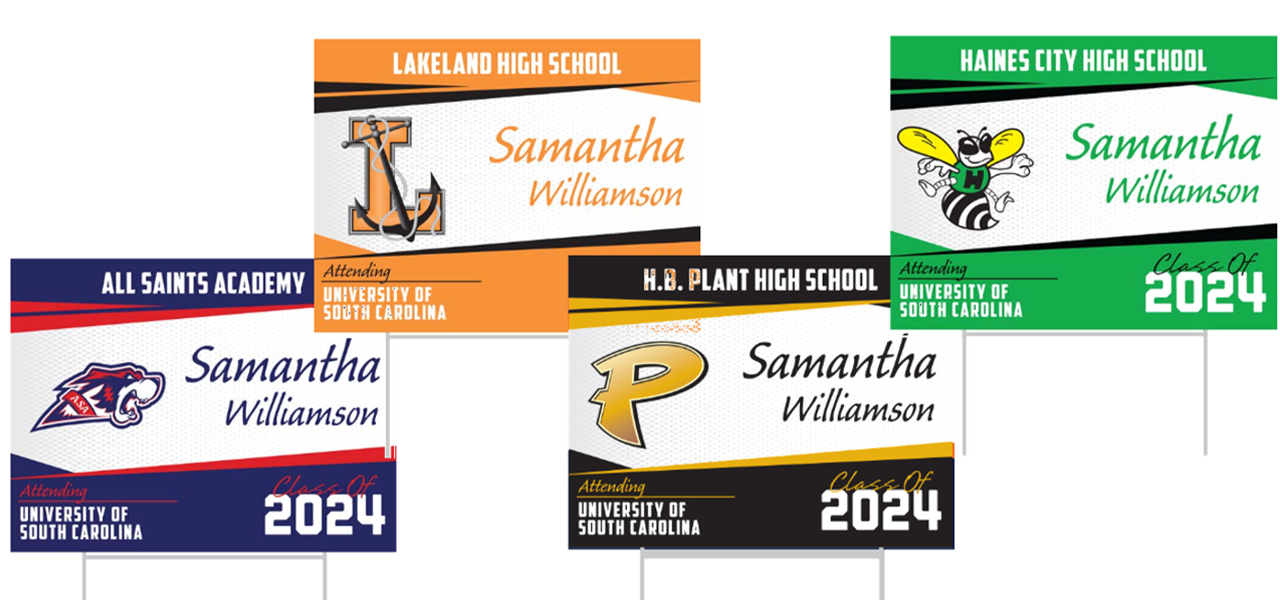 LAKELAND HIGH SCHOOL
L
Samantha
Williamson
Attending
UNIVERSITY OF
SOUTH CAROLINA
HAINES CITY HIGH SCHOOL
H
Samantha
Williamson
Attending
UNIVERSITY OF
SOUTH CAROLINA
Class Of
2024
ALL SAINTS ACADEMY
ASA
Samantha
Williamson
Attending
UNIVERSITY OF
SOUTH CAROLINA
Class Of
2024
H.B. PLANT HIGH SCHOOL
P
Samantha
Williamson
Attending
UNIVERSITY OF
SOUTH CAROLINA
Class Of
2024